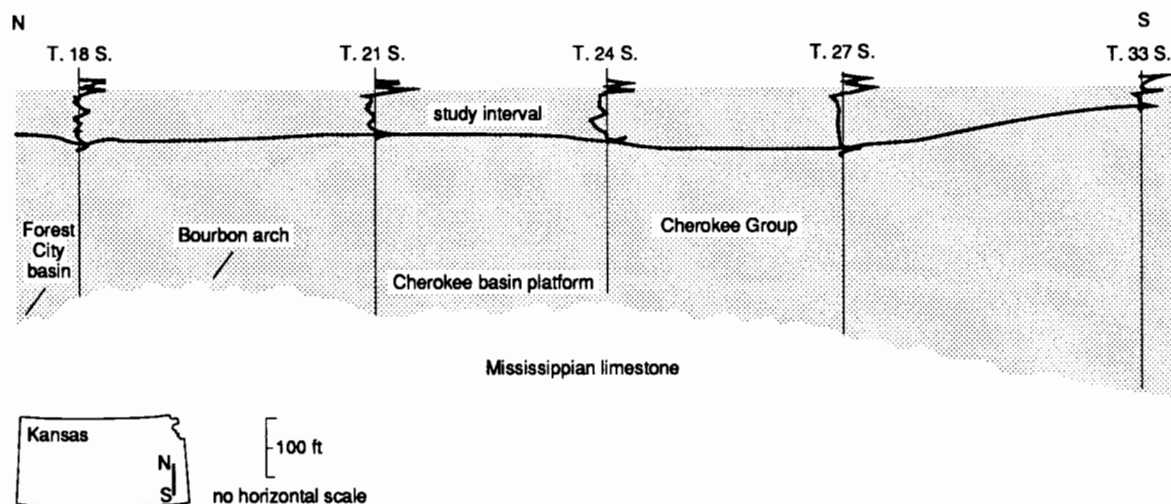 N
S
T. 18 S.
T. 21 S.
T. 24 S.
T. 27 S.
T. 33 S.
study interval
Forest
City
basin
Bourbon arch
Cherokee Group
Cherokee basin platform
Mississippian limestone
Kansas
N
S
100 ft
no horizontal scale